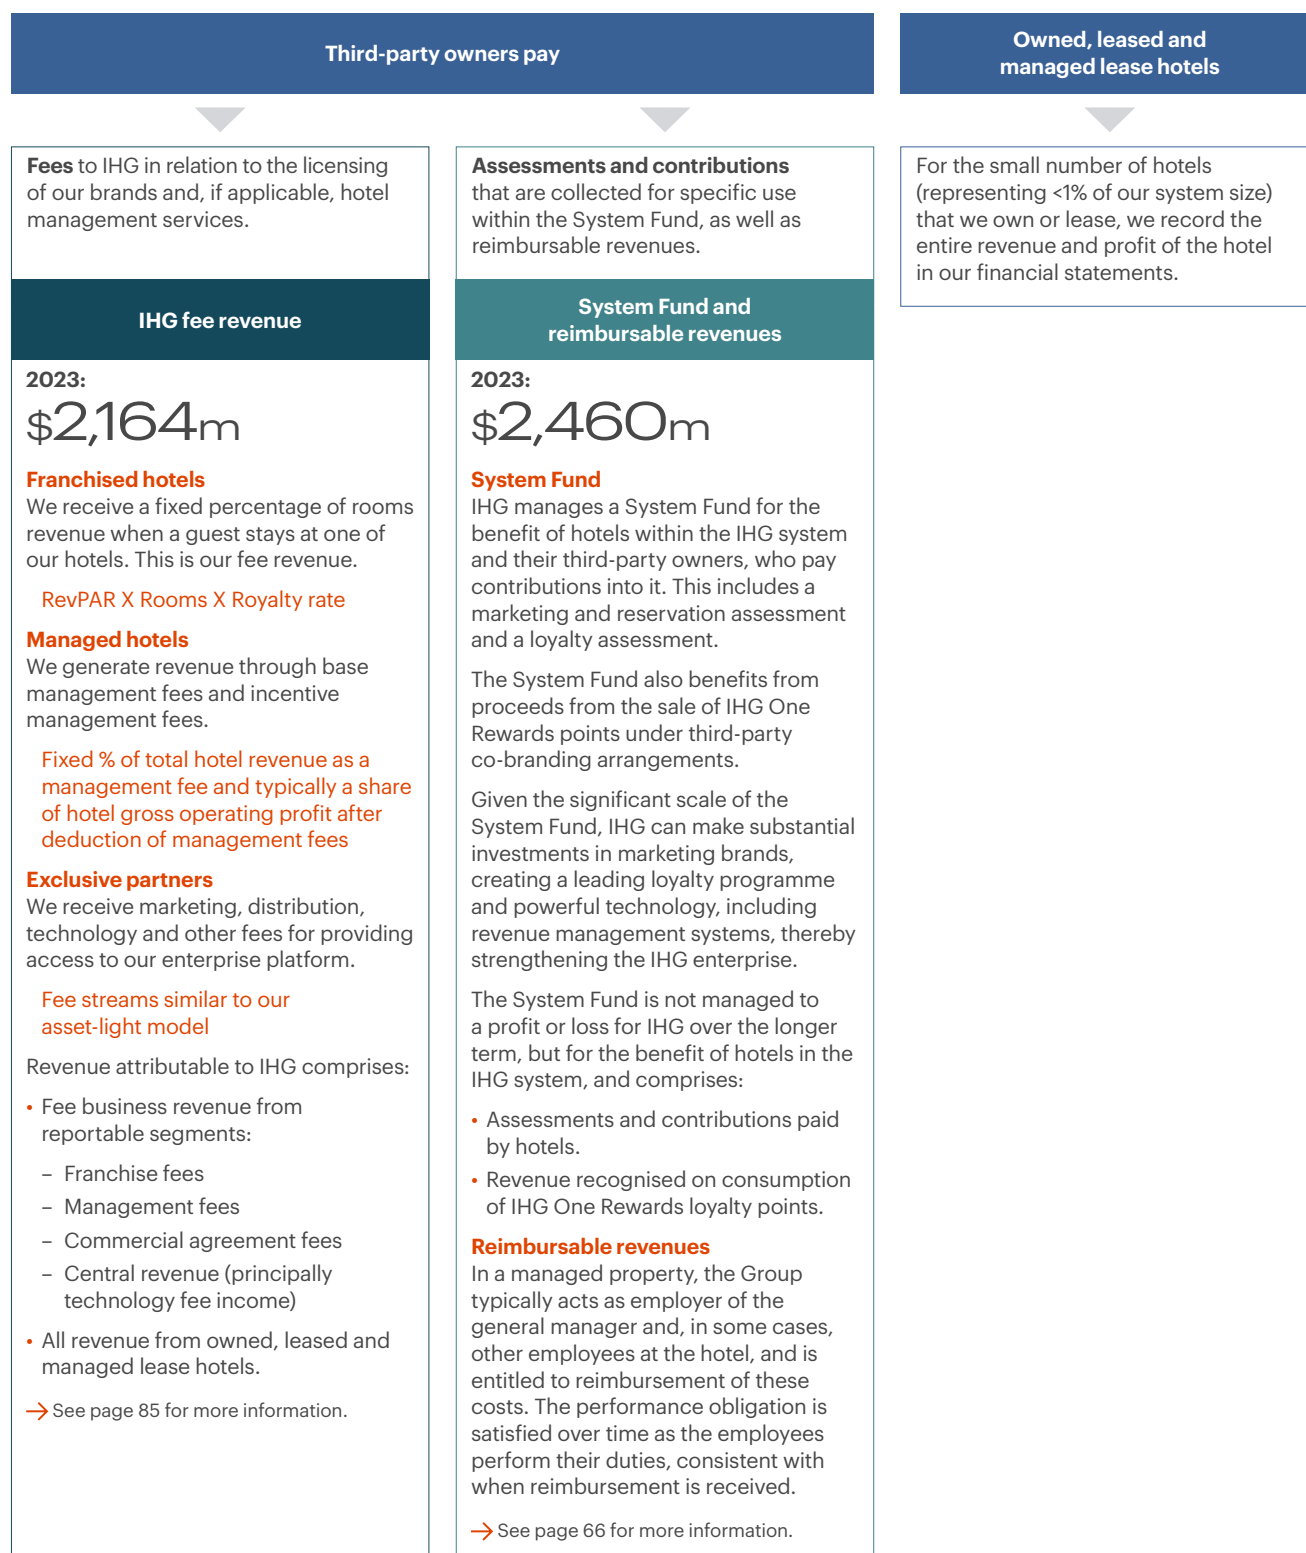 Third-party owners pay
Fees to IHG in relation to the licensing
of our brands and, if applicable, hotel
management services.
IHG fee revenue
2023:
$2,164m
Franchised hotels
We receive a fixed percentage of rooms
revenue when a guest stays at one of
our hotels. This is our fee revenue.
RevPAR X Rooms X Royalty rate
Managed hotels
We generate revenue through base
management fees and incentive
management fees.
Fixed % of total hotel revenue as a
management fee and typically a share
of hotel gross operating profit after
deduction of management fees
Exclusive partners
We receive marketing, distribution,
technology and other fees for providing
access to our enterprise platform.
Fee streams similar to our
asset-light model
Revenue attributable to IHG comprises:
• Fee business revenue from
reportable segments:
– Franchise fees
– Management fees
– Commercial agreement fees
– Central revenue (principally
technology fee income)
• All revenue from owned, leased and
managed lease hotels.
→ See page 85 for more information.
Assessments and contributions
that are collected for specific use
within the System Fund, as well as
reimbursable revenues.
System Fund and
reimbursable revenues
2023:
$2,460m
System Fund
IHG manages a System Fund for the
benefit of hotels within the IHG system
and their third-party owners, who pay
contributions into it. This includes a
marketing and reservation assessment
and a loyalty assessment.
The System Fund also benefits from
proceeds from the sale of IHG One
Rewards points under third-party
co-branding arrangements.
Given the significant scale of the
System Fund, IHG can make substantial
investments in marketing brands,
creating a leading loyalty programme
and powerful technology, including
revenue management systems, thereby
strengthening the IHG enterprise.
The System Fund is not managed to
a profit or loss for IHG over the longer
term, but for the benefit of hotels in the
IHG system, and comprises:
• Assessments and contributions paid
by hotels.
• Revenue recognised on consumption
of IHG One Rewards loyalty points.
Reimbursable revenues
In a managed property, the Group
typically acts as employer of the
general manager and, in some cases,
other employees at the hotel, and is
entitled to reimbursement of these
costs. The performance obligation is
satisfied over time as the employees
perform their duties, consistent with
when reimbursement is received.
→ See page 66 for more information.
Owned, leased and
managed lease hotels
For the small number of hotels
(representing <1% of our system size)
that we own or lease, we record the
entire revenue and profit of the hotel
in our financial statements.